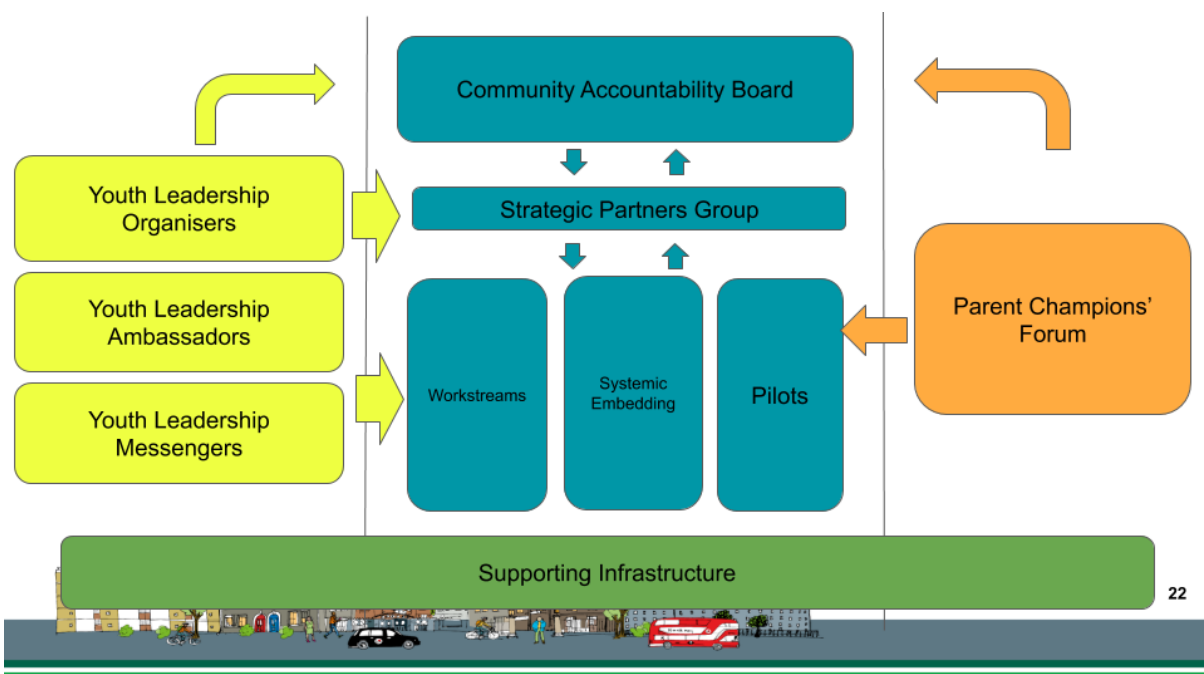 Community Accountability Board
Youth Leadership
Organisers
Strategic Partners Group
Youth Leadership
Ambassadors
Parent Champions’
Forum
Youth Leadership
Messengers
Workstreams
Systemic
Embedding
Pilots
Supporting Infrastructure
22